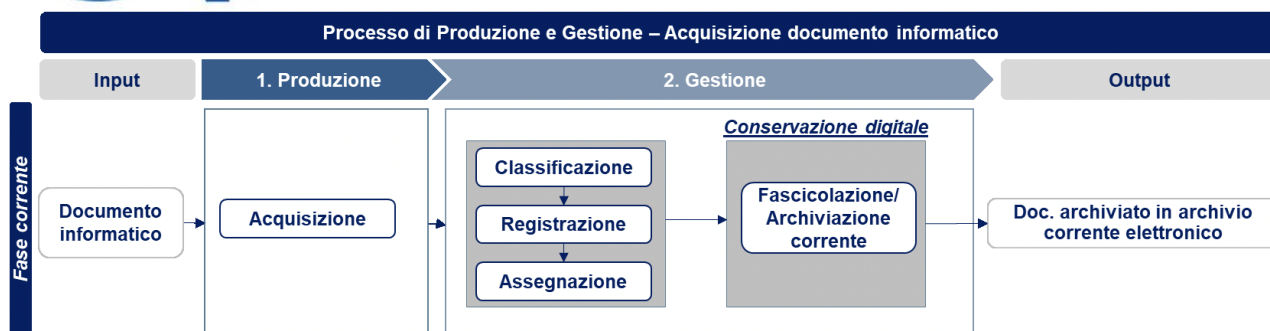 Processo di Produzione e Gestione – Acquisizione documento informatico
Input
1. Produzione
2. Gestione
Output
Fase corrente
Documento
informatico
Acquisizione
Classificazione
Registrazione
Assegnazione
Conservazione digitale
Fascicolazione/
Archiviazione
corrente
Doc. archiviato in archivio
corrente elettronico